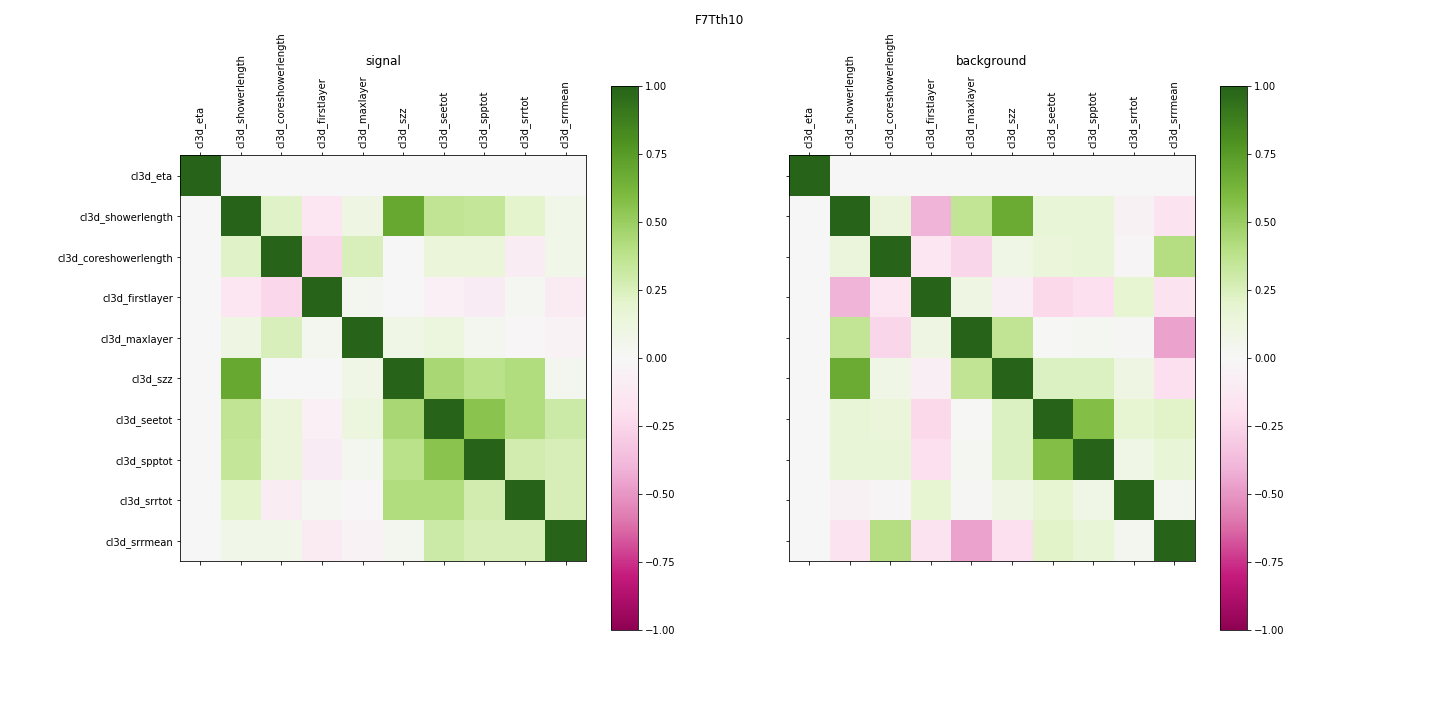 F7Tth10
signal
cl3d_eta
cl3d_showerlength
cl3d_coreshowerlength
cl3d_firstlayer
cl3d_maxlayer
cl3d_szz
cl3d_seetot
cl3d_spptot
cl3d_srrtot
cl3d_srrmean
cl3d_eta
cl3d_showerlength
cl3d_coreshowerlength
cl3d_firstlayer
cl3d_maxlayer
cl3d_szz
cl3d_seetot
cl3d_spptot
cl3d_srrtot
cl3d_srrmean
1.00
0.75
0.50
0.25
0.00
−0.25
−0.50
−0.75
−1.00
background
cl3d_eta
cl3d_showerlength
cl3d_coreshowerlength
cl3d_firstlayer
cl3d_maxlayer
cl3d_szz
cl3d_seetot
cl3d_spptot
cl3d_srrtot
cl3d_srrmean
1.00
0.75
0.50
0.25
0.00
−0.25
−0.50
−0.75
−1.00